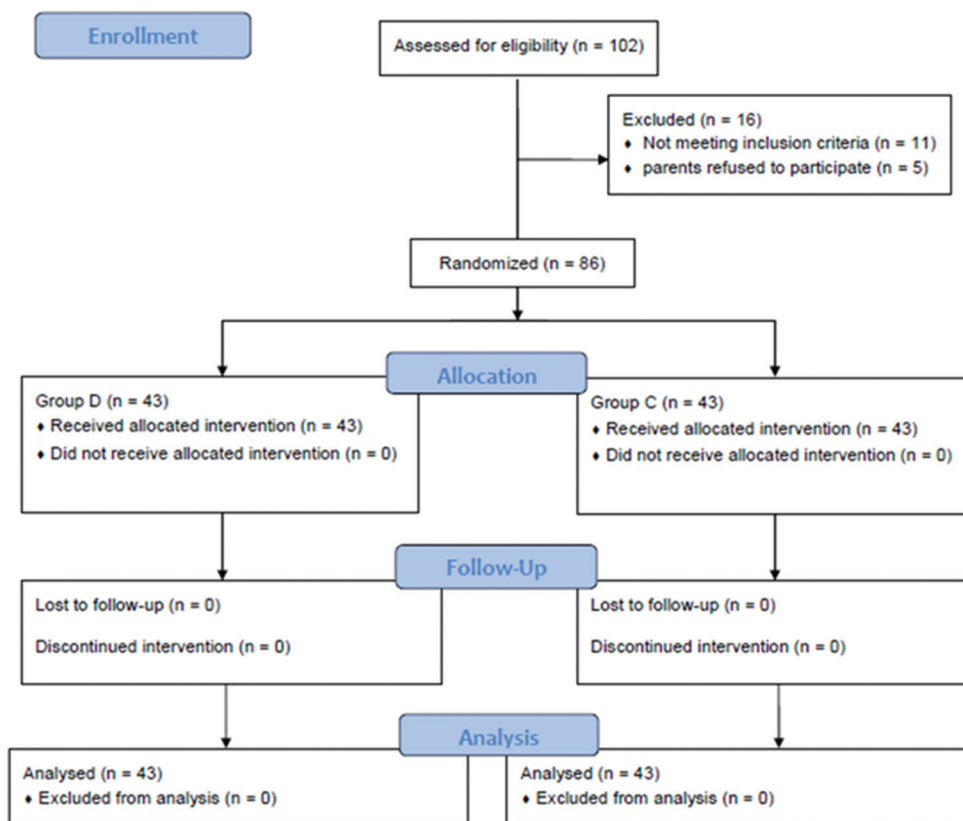 Enrollment
Assessed for eligibility (n = 102)
Excluded (n = 16)
♦ Not meeting inclusion criteria (n = 11)
♦ parents refused to participate (n = 5)
Randomized (n = 86)
Allocation
Group D (n = 43)
♦ Received allocated intervention (n = 43)
♦ Did not receive allocated intervention (n = 0)
Group C (n = 43)
♦ Received allocated intervention (n = 43)
♦ Did not receive allocated intervention (n = 0)
Follow-Up
Lost to follow-up (n = 0)
Discontinued intervention (n = 0)
Lost to follow-up (n = 0)
Discontinued intervention (n = 0)
Analysis
Analysed (n = 43)
♦ Excluded from analysis (n = 0)
Analysed (n = 43)
♦ Excluded from analysis (n = 0)